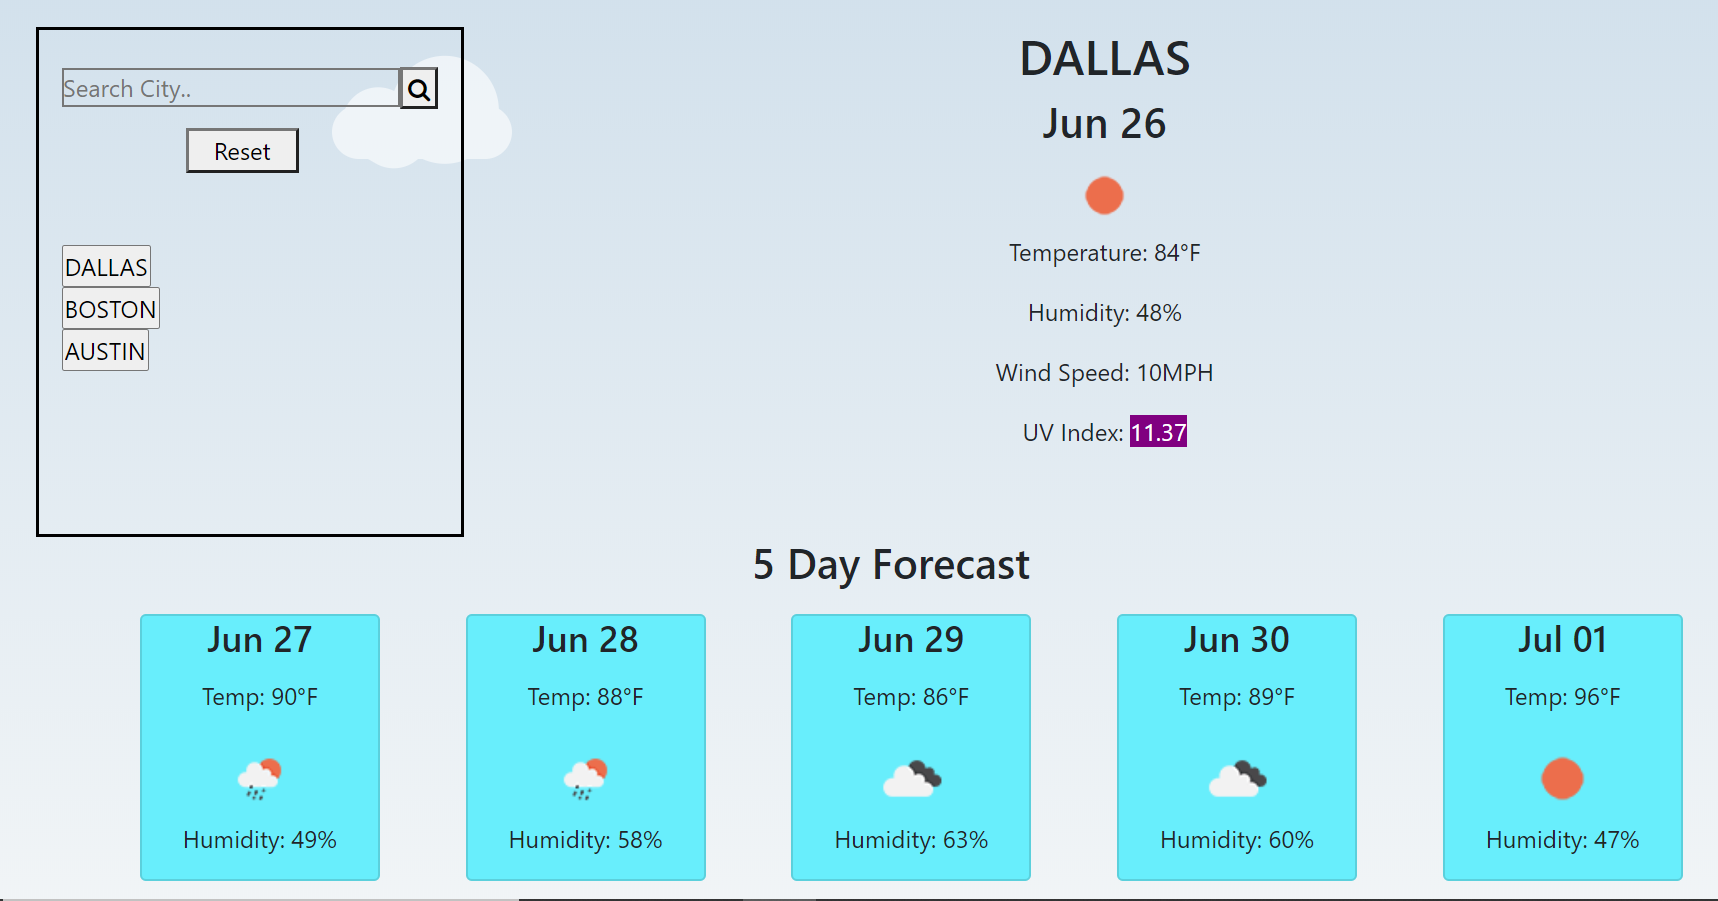 Search City..
Reset
DALLAS
BOSTON
AUSTIN
DALLAS
Jun 26
Temperature: 84°F
Humidity: 48%
Wind Speed: 10MPH
UV Index: 11.37
5 Day Forecast
Jun 27
Temp: 90°F
Humidity: 49%
Jun 28
Temp: 88°F
Humidity: 58%
Jun 29
Temp: 86°F
Humidity: 63%
Jun 30
Temp: 89°F
Humidity: 60%
Jul 01
Temp: 96°F
Humidity: 47%